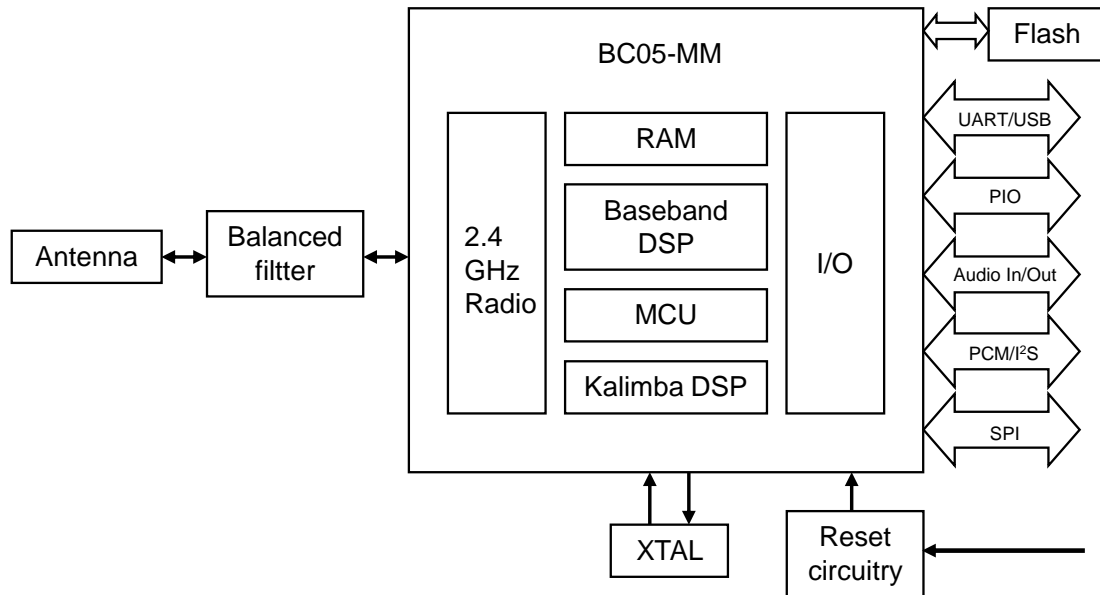 BC05-MM
Flash
RAM
Baseband
DSP
MCU
Kalimba DSP
2.4
GHz
Radio
I/O
Antenna
Balanced
filtter
UART/USB
PIO
Audio In/Out
PCM/I²S
SPI
XTAL
Reset
circuitry